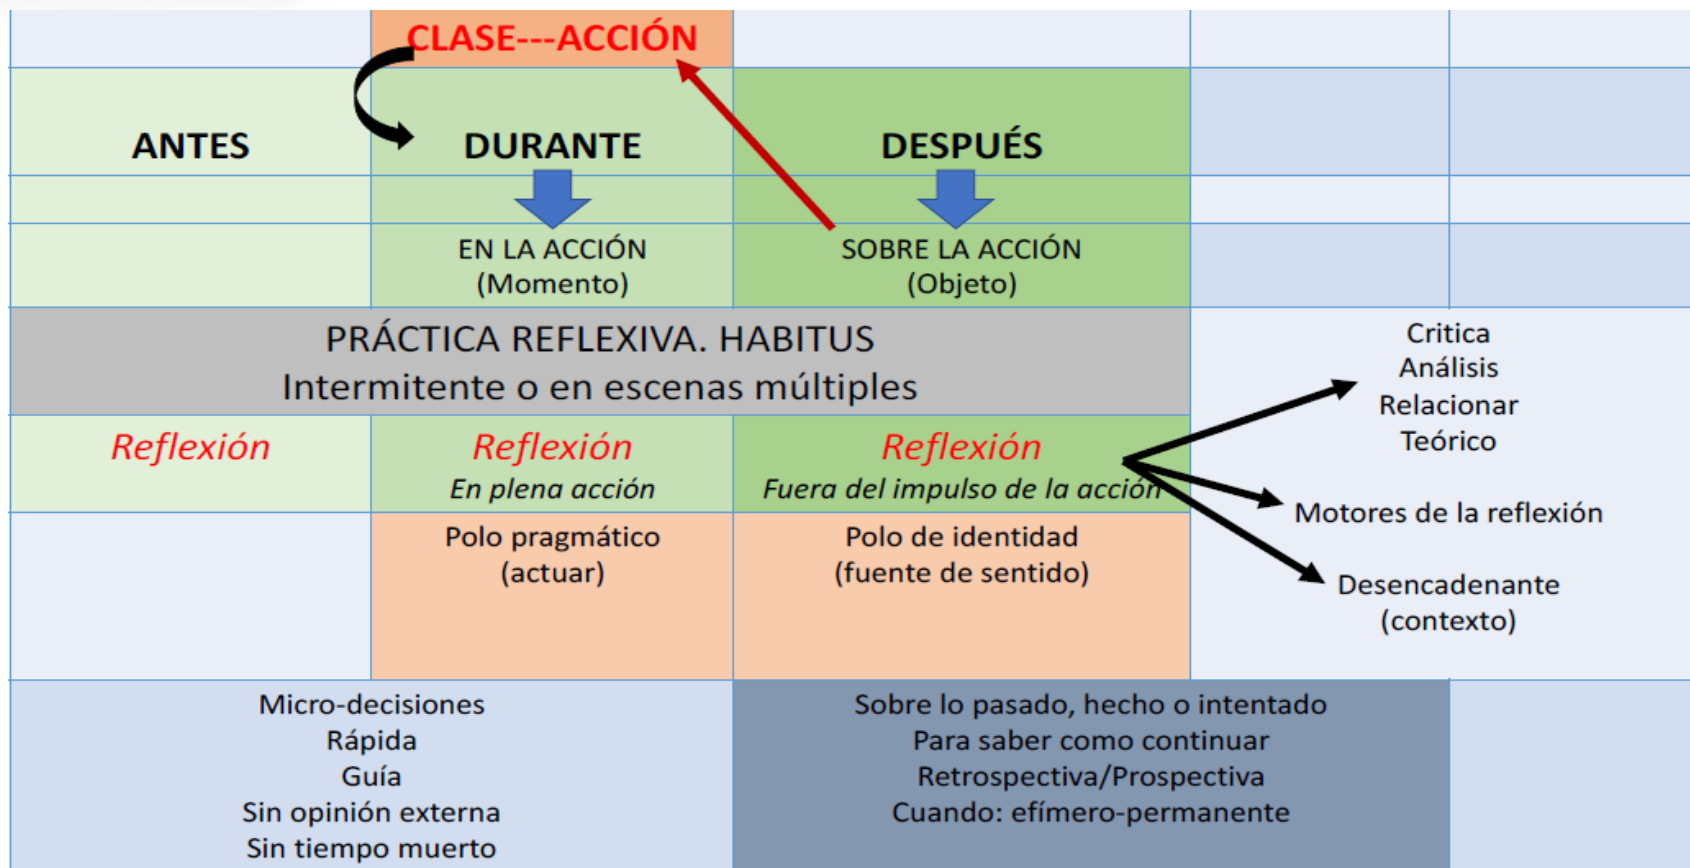 CLASE---ACCIÓN
ANTES
DURANTE
DESPUÉS
EN LA ACCIÓN
(Momento)
SOBRE LA ACCIÓN
(Objeto)
PRÁCTICA REFLEXIVA. HABITUS
Intermitente o en escenas múltiples
Critica
Análisis
Relacionar
Teórico
Reflexión
Reflexión
En plena acción
Reflexión
Fuera del impulso de la acción
Motores de la reflexión
Polo pragmático
(actuar)
Polo de identidad
(fuente de sentido)
Desencadenante
(contexto)
Micro-decisiones
Rápida
Guía
Sin opinión externa
Sin tiempo muerto
Sobre lo pasado, hecho o intentado
Para saber como continuar
Retrospectiva/Prospectiva
Cuando: efímero-permanente